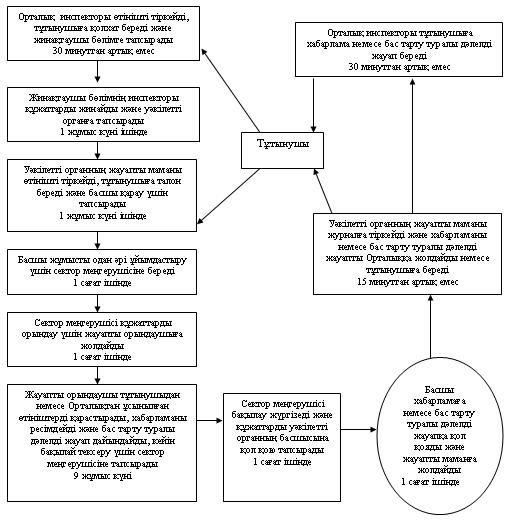 Орталық инспекторы өтінішті тіркейді,
тұтынушыға қолхат береді және
жинақтаушы бөлімге тапсырады
30 минуттан артық емес
Жинақтаушы бөлімнің инспекторы
құжаттарды жинайды және уәкілетті
органға тапсырады
1 жұмыс күні ішінде
Уәкілетті органның жауапты маманы
өтінішті тіркейді, тұтынушыға талон
береді және басшы қарау үшін
тапсырады
1 жұмыс күні ішінде
Басшы жұмысты одан әрі ұйымдастыру
үшін сектор меңгерушісіне береді
1 сағат ішінде
Сектор меңгерушісі құжаттарды
орындау үшін жауапты орындаушыға
жолдайды
1 сағат ішінде
Жауапты орындаушы тұтынушыдан
немесе Орталықтан ұсынылған
өтініштерді қарастырады, хабарламаны
ресімдейді және бас тарту туралы
дәлелді жауап дайындайды, кейін
бақылай тексеру үшін сектор
меңгерушісіне тапсырады
9 жұмыс күні
Сектор меңгерушісі
бақылау жүргізеді және
құжаттарды уәкілетті
органның басшысына
қол қою тапсырады
1 сағат ішінде
Басшы
хабарламаға
немесе бас тарту
туралы дәлелді
жауапқа қол
қояды және
жауапты маманға
жолдайды
1 сағат ішінде
Уәкілетті органның жауапты маманы
журналға тіркейді және хабарламаны
немесе бас тарту туралы дәлелді
жауапты Орталыққа жолдайды немесе
тұтынушыға береді
15 минуттан артық емес
Орталық инспекторы тұтынушыға
хабарлама немесе бас тарту туралы дәлелді
жауап береді
30 минуттан артық емес
Тұтынушы